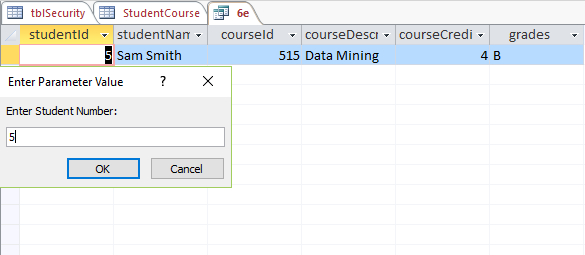 tblSecurity StudentCourse 6e
studentId studentNam courseId courseDescr courseCredi grades
5 Sam Smith 515 Data Mining 4 B
Enter Parameter Value ? ×
Enter Student Number:
5
OK Cancel